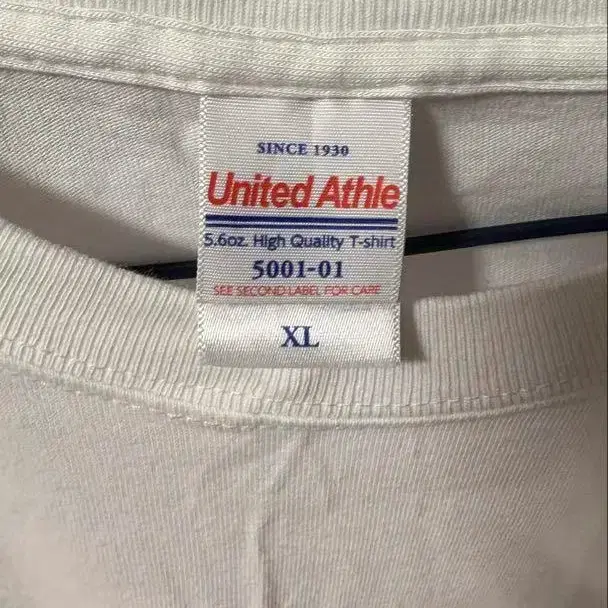 SINCE 1930
United Athle
5.6oz. High Quality T-shirt
5001-01
SEE SECOND LABEL FOR CARE
XL